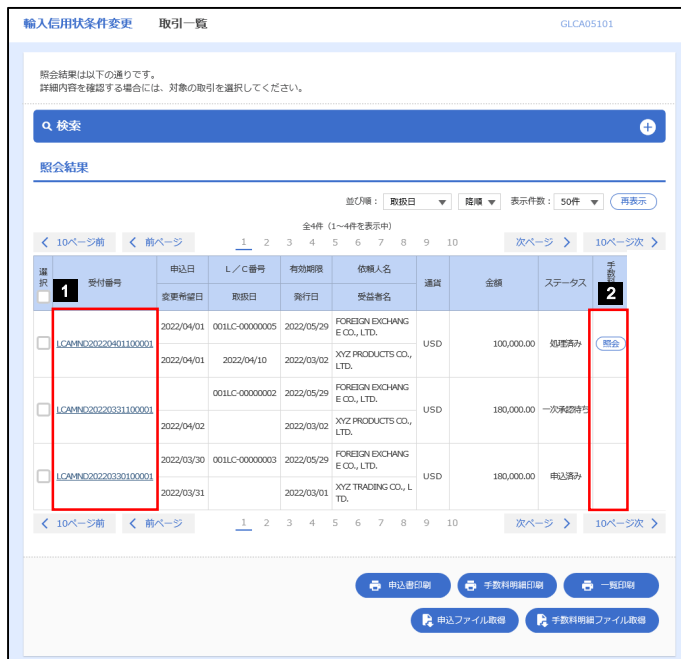 輸入信用状条件変更 取引一覧 GLCA05101
照会結果は以下の通りです。
詳細内容を確認する場合には、対象の取引を選択してください。
検索
照会結果
並び順： 取扱日 降順 表示件数： 50件 再表示
全4件（1～4件を表示中）
10ページ前 前ページ 1 2 3 4 5 6 7 8 9 10 次ページ 10ページ次
選択 1 受付番号 申込日 L／C番号 有効期限 依頼人名 通貨 金額 ステータス 手数料 2
変更希望日 取扱日 発行日 受益者名
LCAMND20220401100001 2022/04/01 001LC-00000005 2022/05/29 FOREIGN EXCHANG
E CO., LTD. USD 100,000.00 処理済み 照会
2022/04/01 2022/04/10 2022/03/02 XYZ PRODUCTS CO.,
LTD.
LCAMND20220331100001 001LC-00000002 2022/05/29 FOREIGN EXCHANG
E CO., LTD. USD 180,000.00 一次承認待ち
2022/04/02 2022/03/02 XYZ PRODUCTS CO.,
LTD.
LCAMND20220330100001 2022/03/30 001LC-00000003 2022/05/29 FOREIGN EXCHANG
E CO., LTD. USD 180,000.00 申込済み
2022/03/31 2022/03/01 XYZ TRADING CO., L
TD.
10ページ前 前ページ 1 2 3 4 5 6 7 8 9 10 次ページ 10ページ次
申込書印刷 手数料明細印刷 一覧印刷
申込ファイル取得 手数料明細ファイル取得